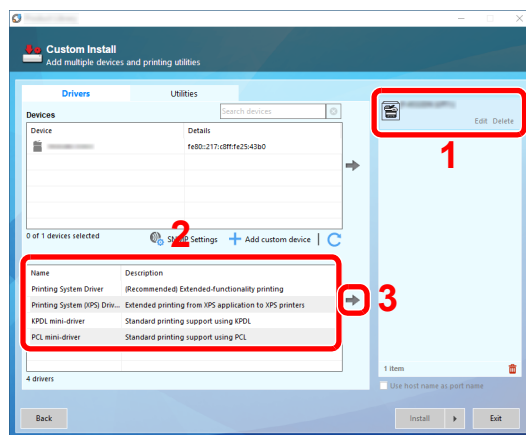 Custom Install
Add multiple devices and printing utilities
Drivers Utilities
Devices Search devices
Device Details
fe80::217:c8ff:fe25:43b0
Edit Delete
1
0 of 1 devices selected
2
Settings Add custom device
Name Description
Printing System Driver (Recommended) Extended-functionality printing
Printing System (XPS) Driv... Extended printing from XPS application to XPS printers
3
KPDL mini-driver Standard printing support using KPDL
PCL mini-driver Standard printing support using PCL
1 item
4 drivers
Use host name as port name
Back Install Exit